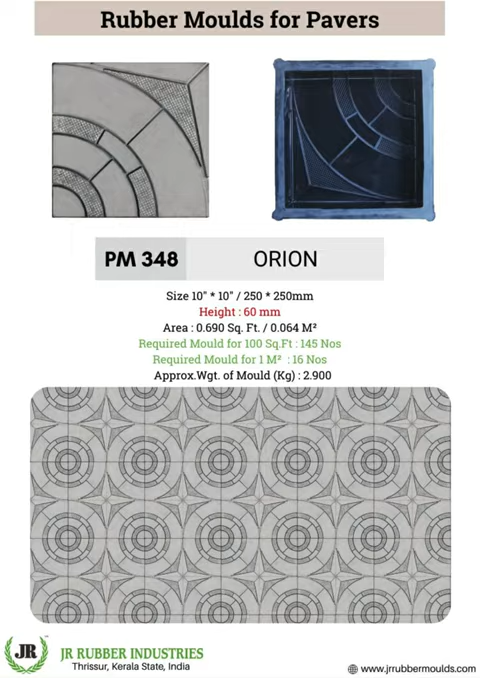 Rubber Moulds for Pavers
PM 348 ORION
Size 10" * 10" / 250 * 250mm
Height : 60 mm
Area : 0.690 Sq. Ft. / 0.064 M²
Required Mould for 100 Sq.Ft : 145 Nos
Required Mould for 1 M² : 16 Nos
Approx.Wgt. of Mould (Kg) : 2.900
JR
JR RUBBER INDUSTRIES
Thrissur, Kerala State, India
www.jrrubbermoulds.com